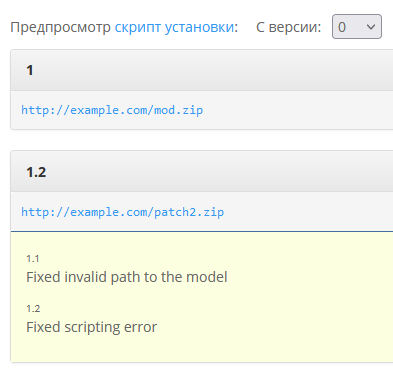 Предпросмотр скрипт установки: С версии: 0
1
http://example.com/mod.zip
1.2
http://example.com/patch2.zip
1.1
Fixed invalid path to the model
1.2
Fixed scripting error